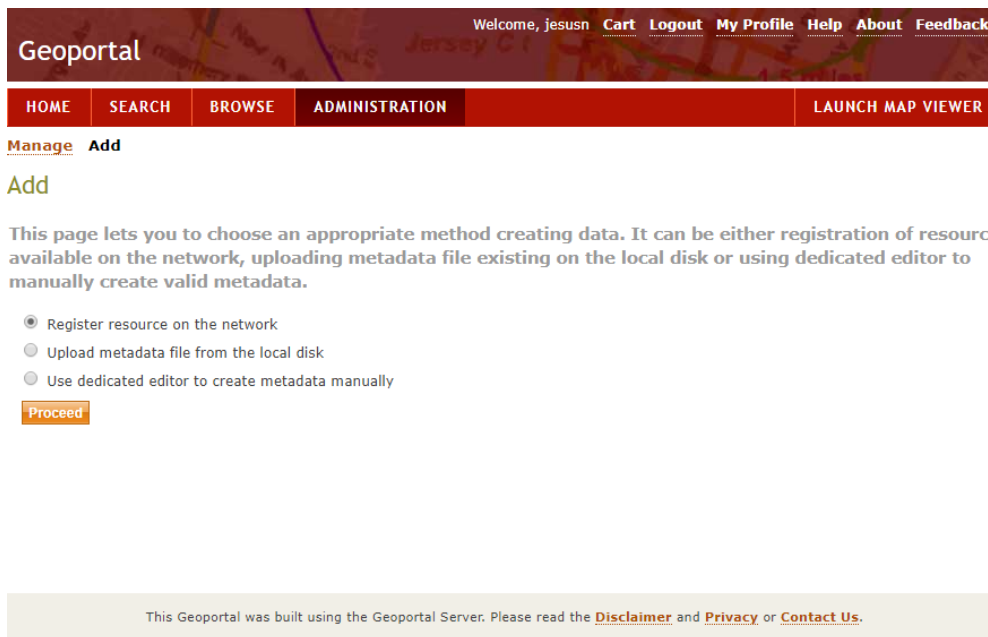 Welcome, jesusn Cart Logout My Profile Help About Feedback
Geoportal
Jersey C t
HOME SEARCH BROWSE ADMINISTRATION LAUNCH MAP VIEWER
Manage Add
Add
This page lets you to choose an appropriate method creating data. It can be either registration of resourc
available on the network, uploading metadata file existing on the local disk or using dedicated editor to
manually create valid metadata.
Register resource on the network
Upload metadata file from the local disk
Use dedicated editor to create metadata manually
Proceed
This Geoportal was built using the Geoportal Server. Please read the Disclaimer and Privacy or Contact Us.